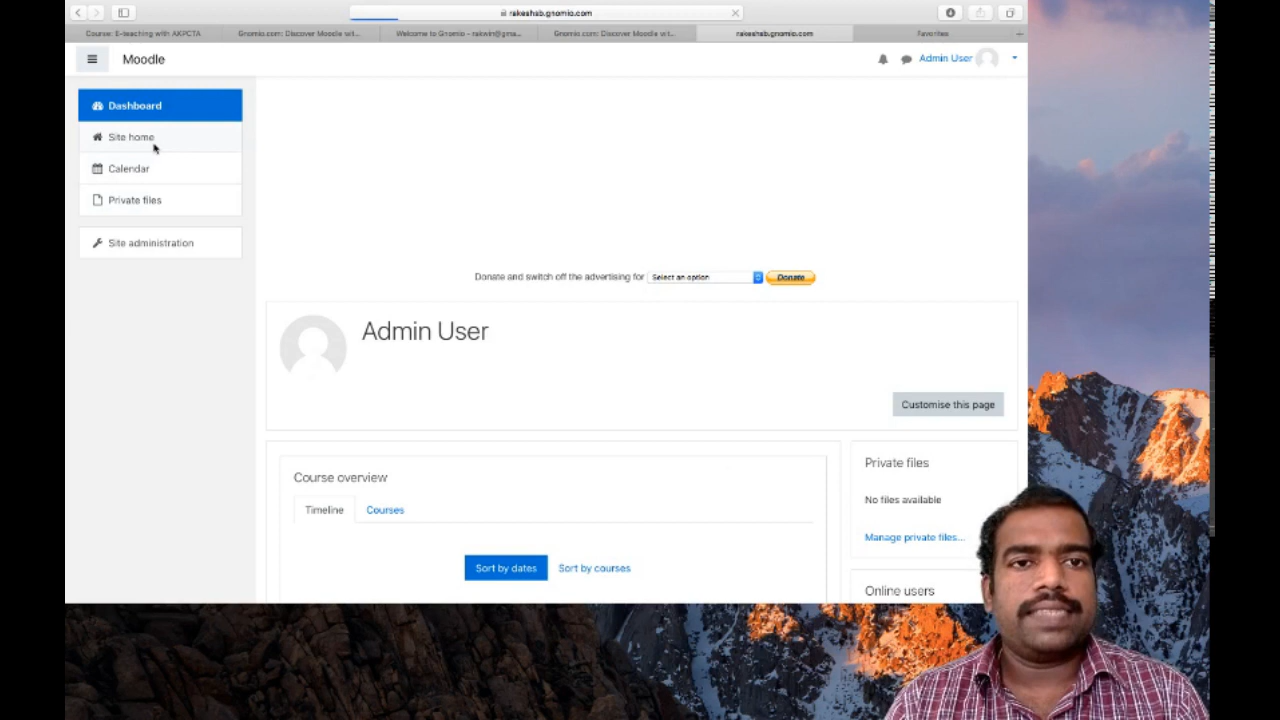 rakeshsb.gnomio.com
Course: E-teaching with AKPCTA
Gnomio.com: Discover Moodle wit...
Welcome to Gnomio - rakwin@gma...
Gnomio.com: Discover Moodle wit...
rakeshsb.gnomio.com
Favorites
Moodle
Admin User
Dashboard
Site home
Calendar
Private files
Site administration
Donate and switch off the advertising for
Select an option
Donate
Admin User
Customise this page
Course overview
Timeline
Courses
Sort by dates
Sort by courses
Private files
No files available
Manage private files...
Online users